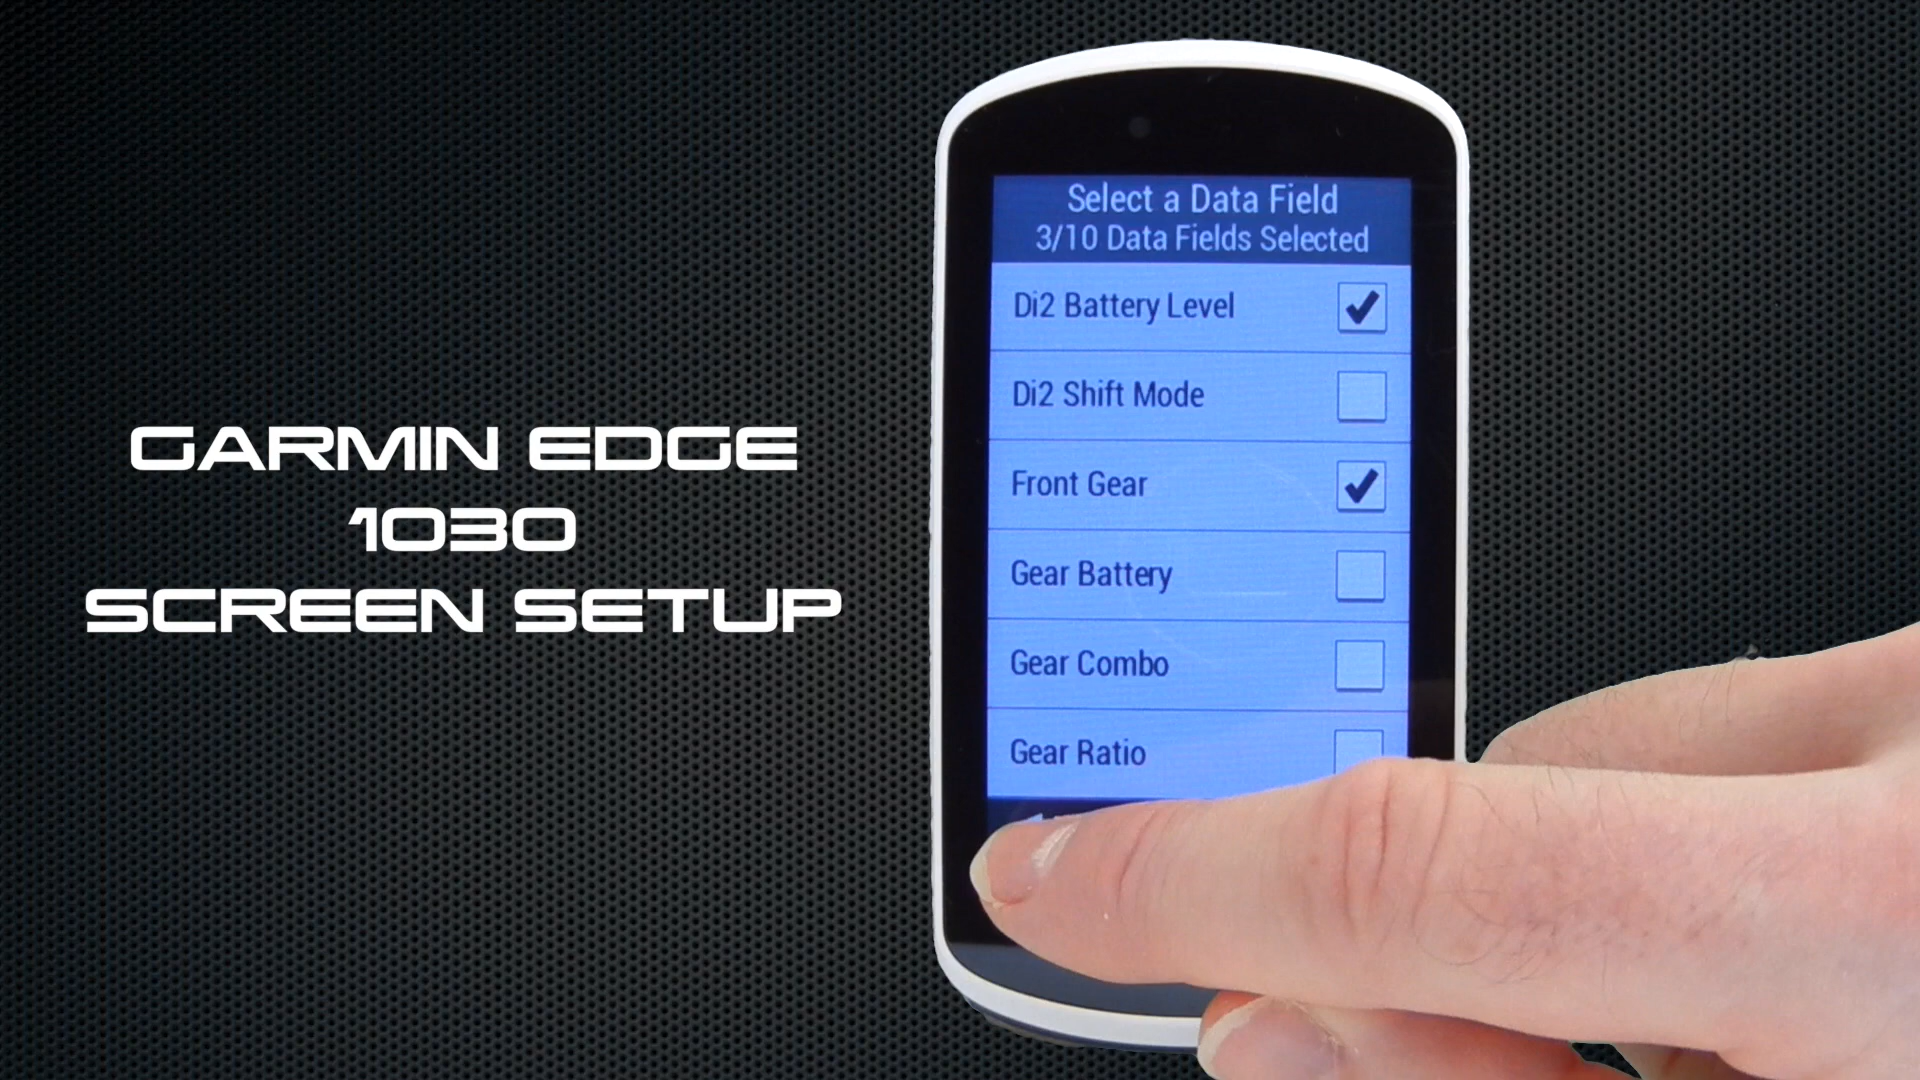 GARMIN EDGE
1030
SCREEN SETUP
Select a Data Field
3/10 Data Fields Selected
Di2 Battery Level
Di2 Shift Mode
Front Gear
Gear Battery
Gear Combo
Gear Ratio